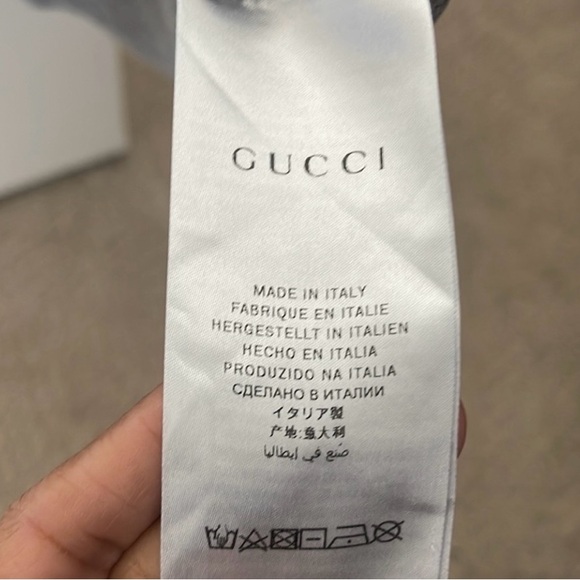 GUCCI
MADE IN ITALY
FABRIQUE EN ITALIE
HERGESTELLT IN ITALIEN
HECHO EN ITALIA
PRODUZIDO NA ITALIA
СДЕЛАНО В ИТАЛИИ
イタリア製
产地:意大利
صنع في إيطاليا